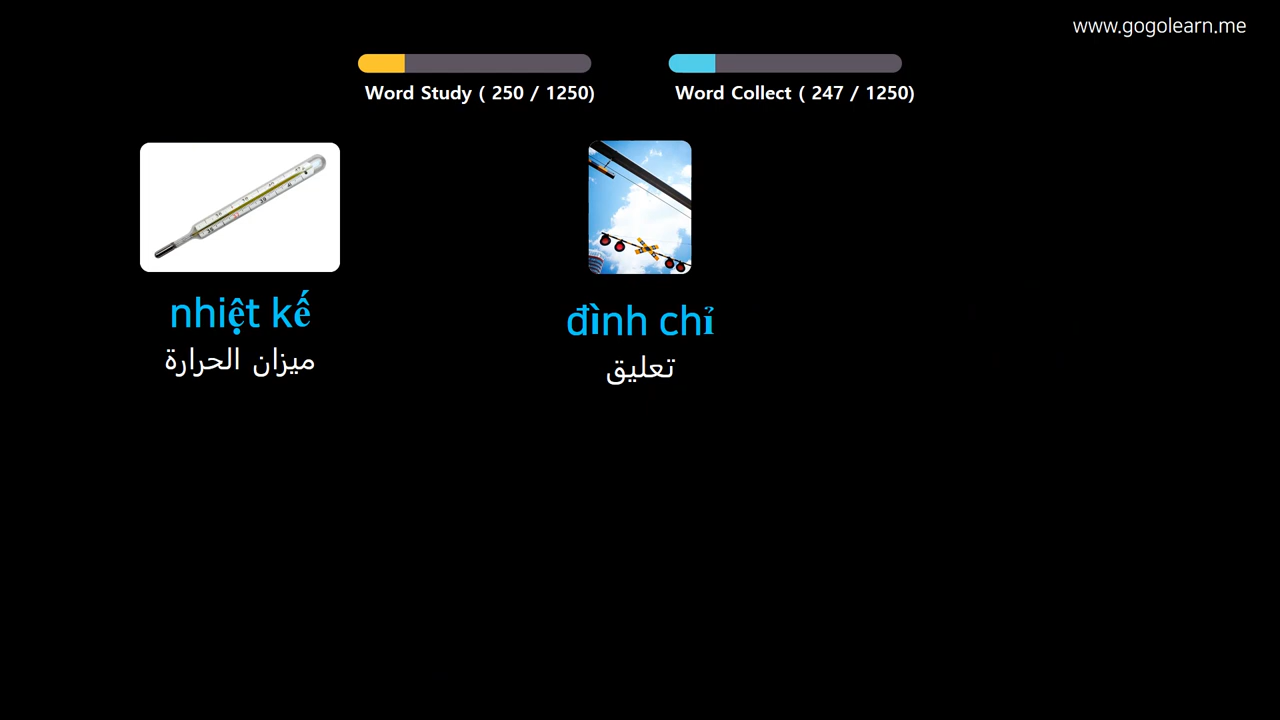 www.gogolearn.me
Word Study ( 250 / 1250)
Word Collect ( 247 / 1250)
nhiệt kế
ميزان الحرارة
đình chỉ
تعليق